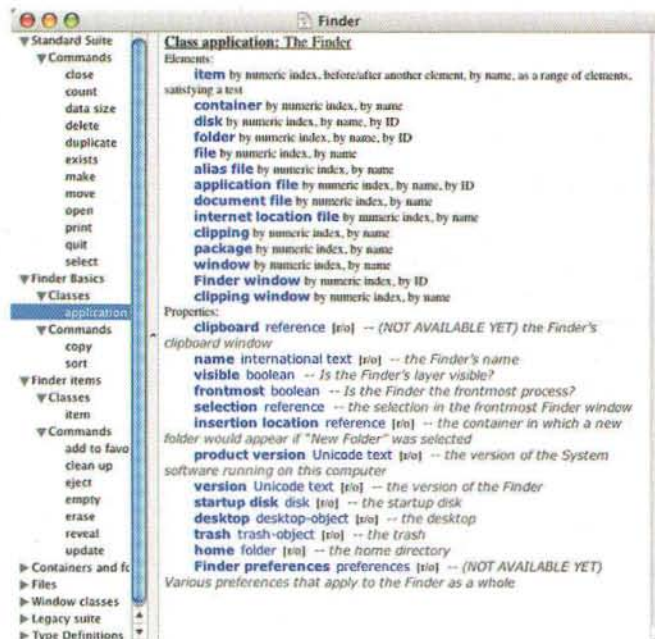 Finder
Standard Suite
Commands
close
count
data size
delete
duplicate
exists
make
move
open
print
quit
select
Finder Basics
Classes
application
Commands
copy
sort
Finder items
Classes
item
Commands
add to favo
clean up
eject
empty
erase
reveal
update
Containers and fc
Files
Window classes
Legacy suite
Type Definitions
Class application: The Finder
Elements:
item by numeric index, before/after another element, by name, as a range of elements,
satisfying a test
container by numeric index, by name
disk by numeric index, by name, by ID
folder by numeric index, by name, by ID
file by numeric index, by name
alias file by numeric index, by name
application file by numeric index, by name, by ID
document file by numeric index, by name
internet location file by numeric index, by name
clipping by numeric index, by name
package by numeric index, by name
window by numeric index, by name
Finder window by numeric index, by ID
clipping window by numeric index, by name
Properties:
clipboard reference [r/o] -- (NOT AVAILABLE YET) the Finder's
clipboard window
name international text [r/o] -- the Finder's name
visible boolean -- Is the Finder's layer visible?
frontmost boolean -- Is the Finder the frontmost process?
selection reference -- the selection in the frontmost Finder window
insertion location reference [r/o] -- the container in which a new
folder would appear if "New Folder" was selected
product version Unicode text [r/o] -- the version of the System
software running on this computer
version Unicode text [r/o] -- the version of the Finder
startup disk disk [r/o] -- the startup disk
desktop desktop-object [r/o] -- the desktop
trash trash-object [r/o] -- the trash
home folder [r/o] -- the home directory
Finder preferences preferences [r/o] -- (NOT AVAILABLE YET)
Various preferences that apply to the Finder as a whole